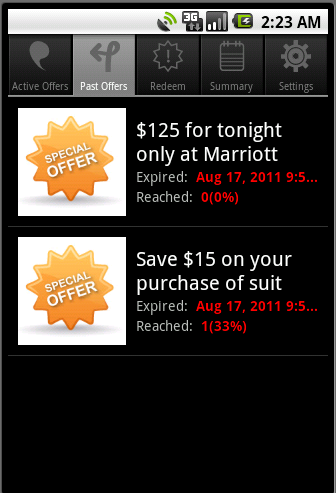 3G
2:23 AM
Active Offers Past Offers Redeem Summary Settings
SPECIAL
OFFER
$125 for tonight
only at Marriott
Expired: Aug 17, 2011 9:5...
Reached: 0(0%)
SPECIAL
OFFER
Save $15 on your
purchase of suit
Expired: Aug 17, 2011 9:5...
Reached: 1(33%)